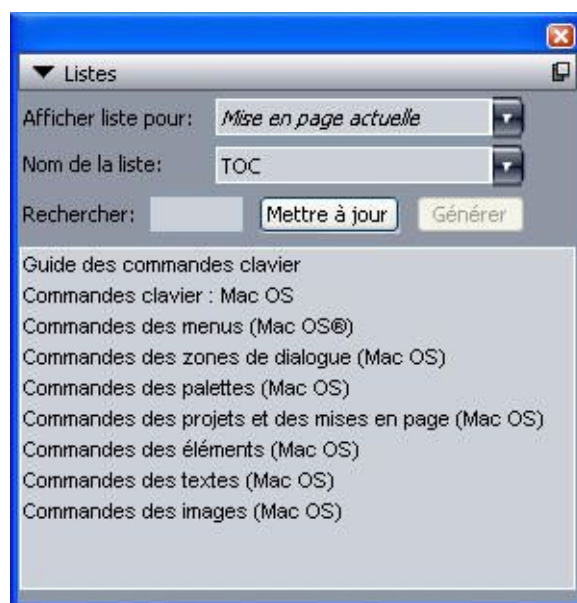 Listes
Afficher liste pour: Mise en page actuelle
Nom de la liste: TOC
Rechercher: Mettre à jour Générer
Guide des commandes clavier
Commandes clavier : Mac OS
Commandes des menus (Mac OS®)
Commandes des zones de dialogue (Mac OS)
Commandes des palettes (Mac OS)
Commandes des projets et des mises en page (Mac OS)
Commandes des éléments (Mac OS)
Commandes des textes (Mac OS)
Commandes des images (Mac OS)